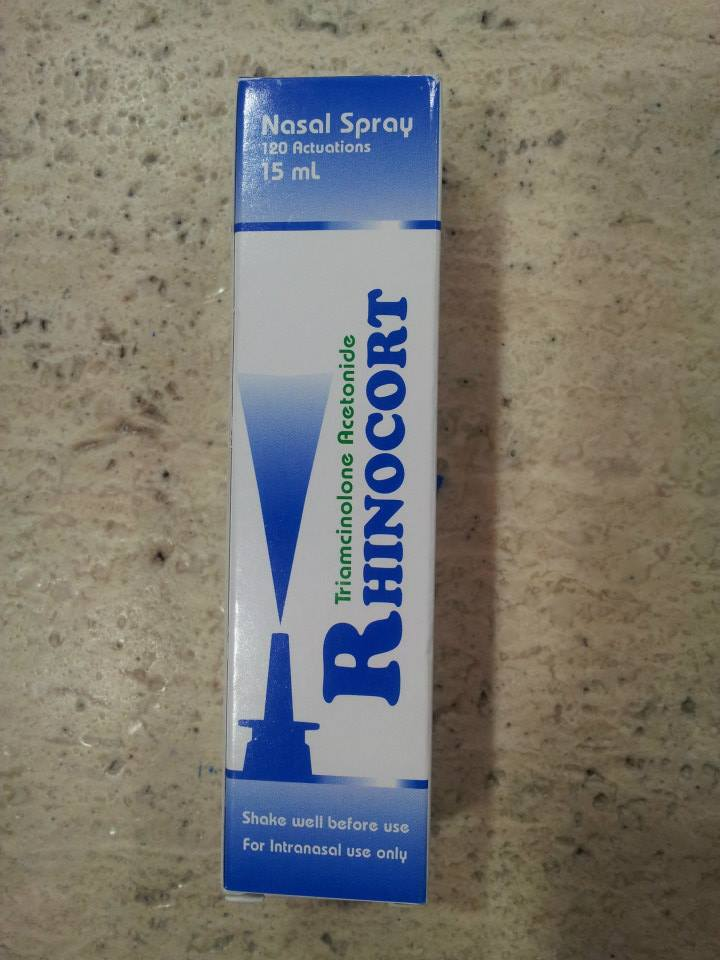 Nasal Spray
120 Actuations
15 mL
Triamcinolone Acetonide
RHINOCORT
Shake well before use
For Intranasal use only